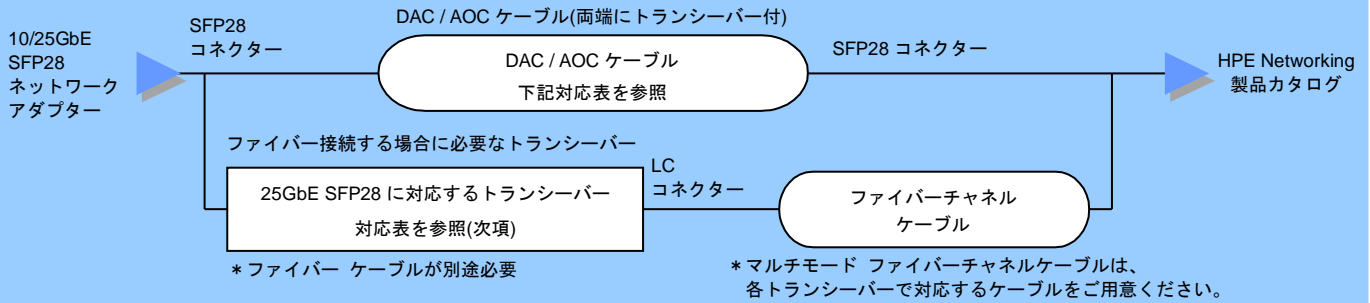 10/25GbE
SFP28
ネットワーク
アダプター
SFP28
コネクター
DAC / AOC ケーブル(両端にトランシーバー付)
DAC / AOC ケーブル
下記対応表を参照
SFP28 コネクター
HPE Networking
製品カタログ
ファイバー接続する場合に必要なトランシーバー
25GbE SFP28 に対応するトランシーバー
対応表を参照(次項)
LC
コネクター
ファイバーチャネル
ケーブル
＊ファイバー ケーブルが別途必要
＊マルチモード ファイバーチャネルケーブルは、
各トランシーバーで対応するケーブルをご用意ください。